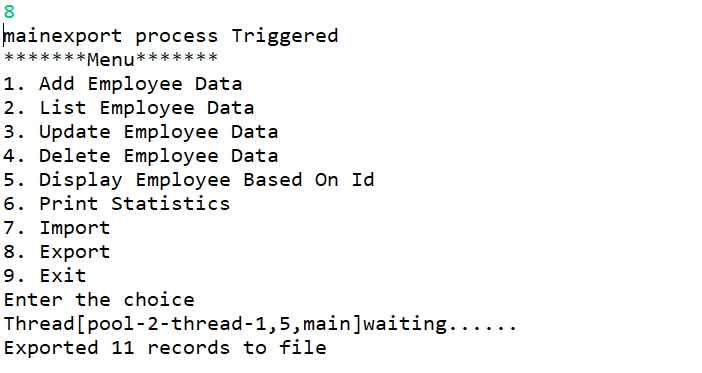 8
mainexport process Triggered
*******Menu*******
1. Add Employee Data
2. List Employee Data
3. Update Employee Data
4. Delete Employee Data
5. Display Employee Based On Id
6. Print Statistics
7. Import
8. Export
9. Exit
Enter the choice
Thread[pool-2-thread-1,5,main]waiting......
Exported 11 records to file